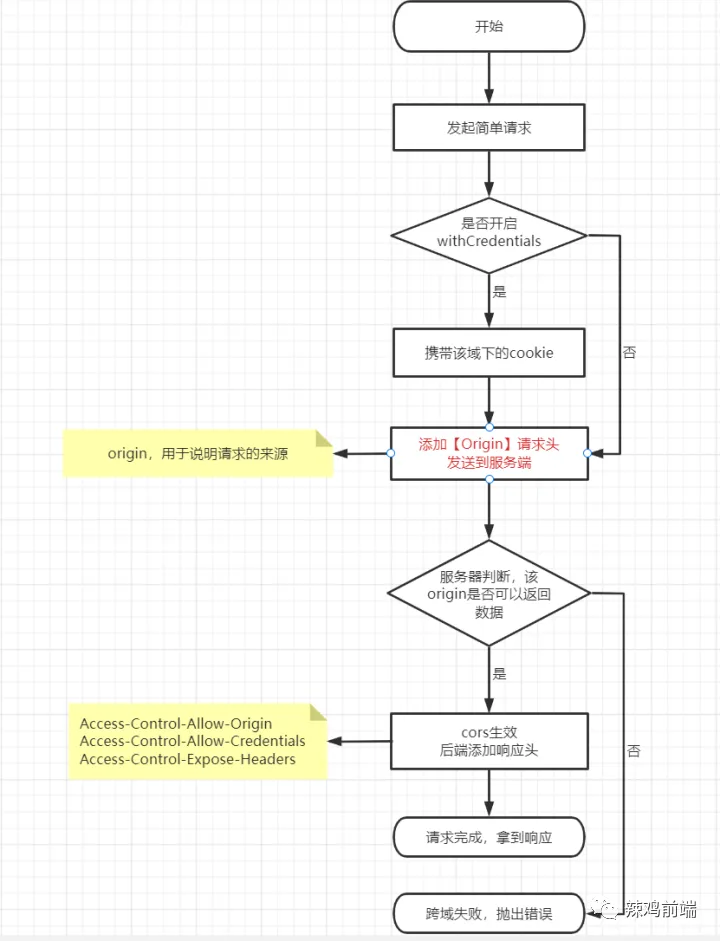 开始
发起简单请求
是否开启
withCredentials
是
否
携带该域下的cookie
添加【Origin】请求头
发送到服务端
origin，用于说明请求的来源
服务器判断，该
origin是否可以返回
数据
是
否
cors生效
后端添加响应头
Access-Control-Allow-Origin
Access-Control-Allow-Credentials
Access-Control-Expose-Headers
请求完成，拿到响应
跨域失败，抛出错误
辣鸡前端